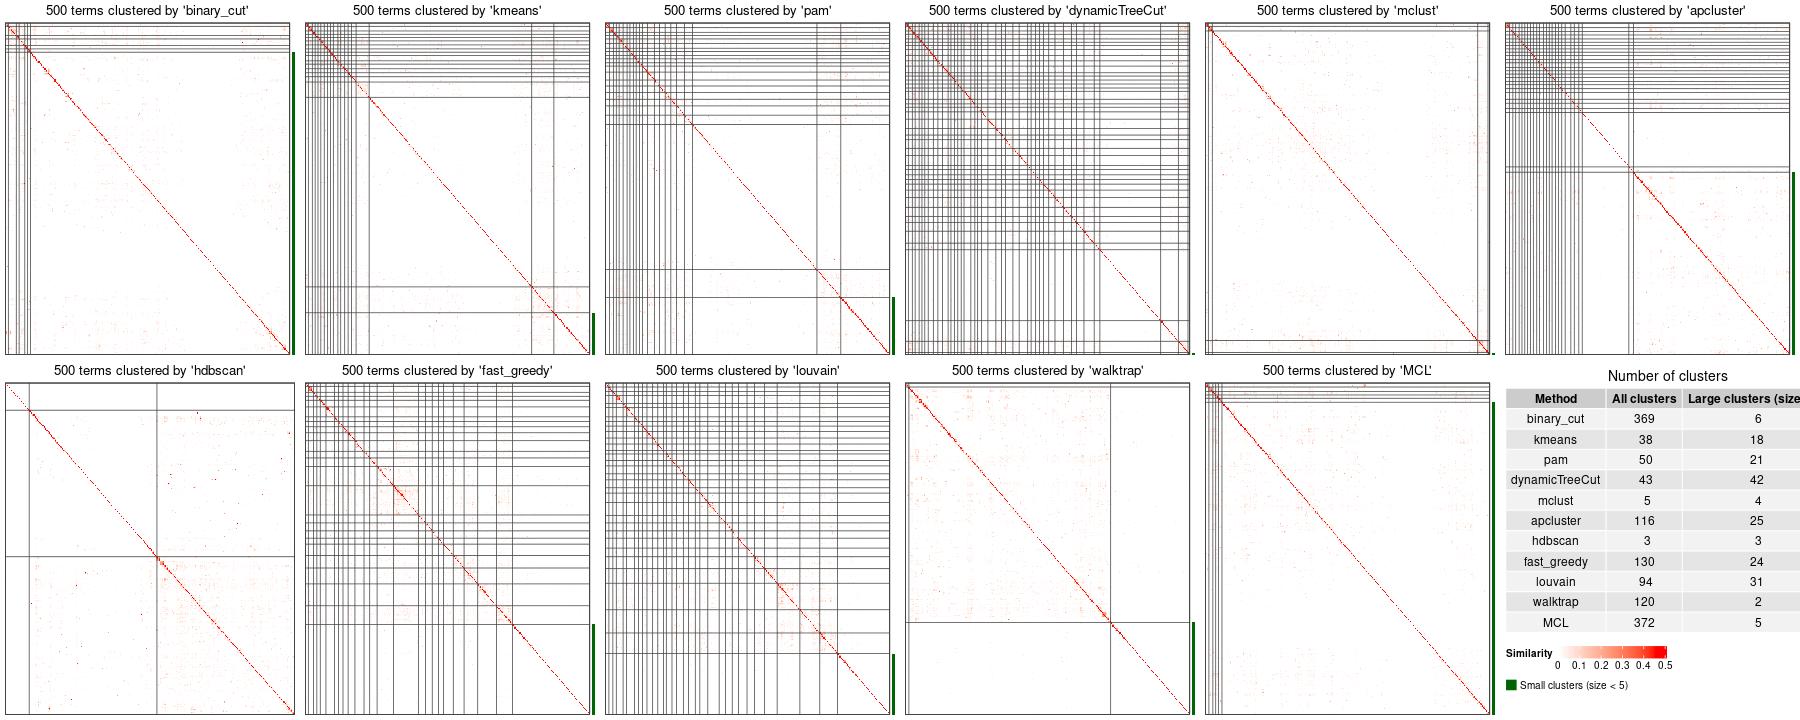 500 terms clustered by 'binary_cut'
500 terms clustered by 'kmeans'
500 terms clustered by 'pam'
500 terms clustered by 'dynamicTreeCut'
500 terms clustered by 'mclust'
500 terms clustered by 'apcluster'
500 terms clustered by 'hdbscan'
500 terms clustered by 'fast_greedy'
500 terms clustered by 'louvain'
500 terms clustered by 'walktrap'
500 terms clustered by 'MCL'
Number of clusters
Method All clusters Large clusters (size
binary_cut 369 6
kmeans 38 18
pam 50 21
dynamicTreeCut 43 42
mclust 5 4
apcluster 116 25
hdbscan 3 3
fast_greedy 130 24
louvain 94 31
walktrap 120 2
MCL 372 5
Similarity
0 0.1 0.2 0.3 0.4 0.5
Small clusters (size < 5)